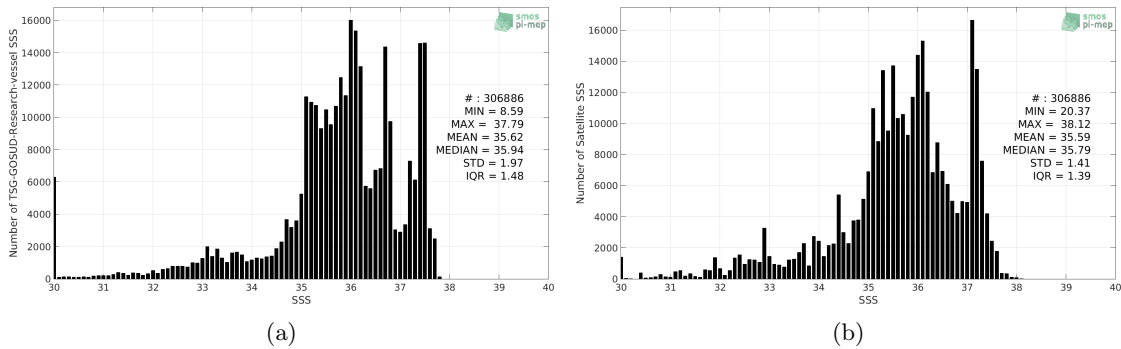 16000
14000
12000
10000
8000
6000
4000
2000
0
30
31
32
33
34
35
36
37
38
39
40
SSS
Number of TSG-GOSUD-Research-vessel SSS
smos
pi-mep
# : 306886
MIN = 8.59
MAX = 37.79
MEAN = 35.62
MEDIAN = 35.94
STD = 1.97
IQR = 1.48
(a)
16000
14000
12000
10000
8000
6000
4000
2000
0
30
31
32
33
34
35
36
37
38
39
40
SSS
Number of Satellite SSS
smos
pi-mep
# : 306886
MIN = 20.37
MAX = 38.12
MEAN = 35.59
MEDIAN = 35.79
STD = 1.41
IQR = 1.39
(b)